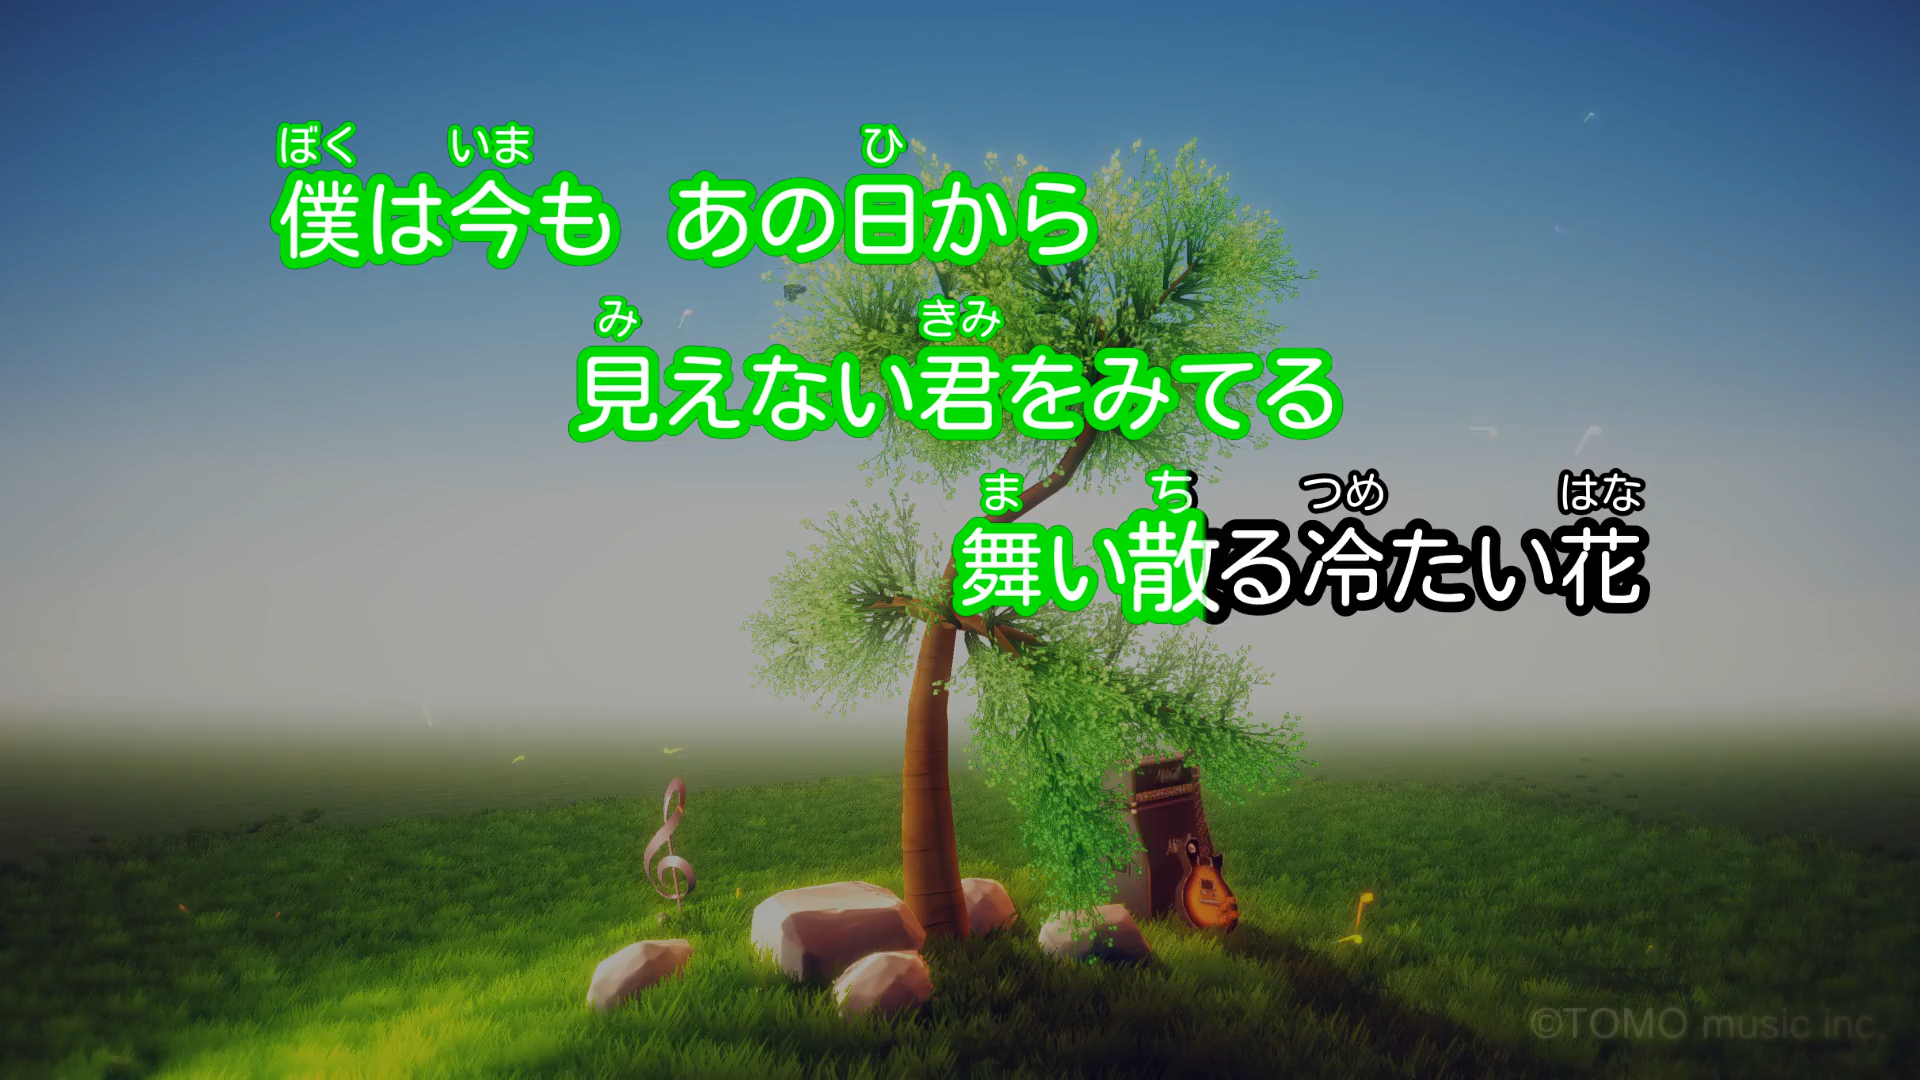 ぼく いま ひ
僕は今も あの日から
み きみ
見えない君をみてる
ま ち つめ はな
舞い散る冷たい花
©TOMO music inc.